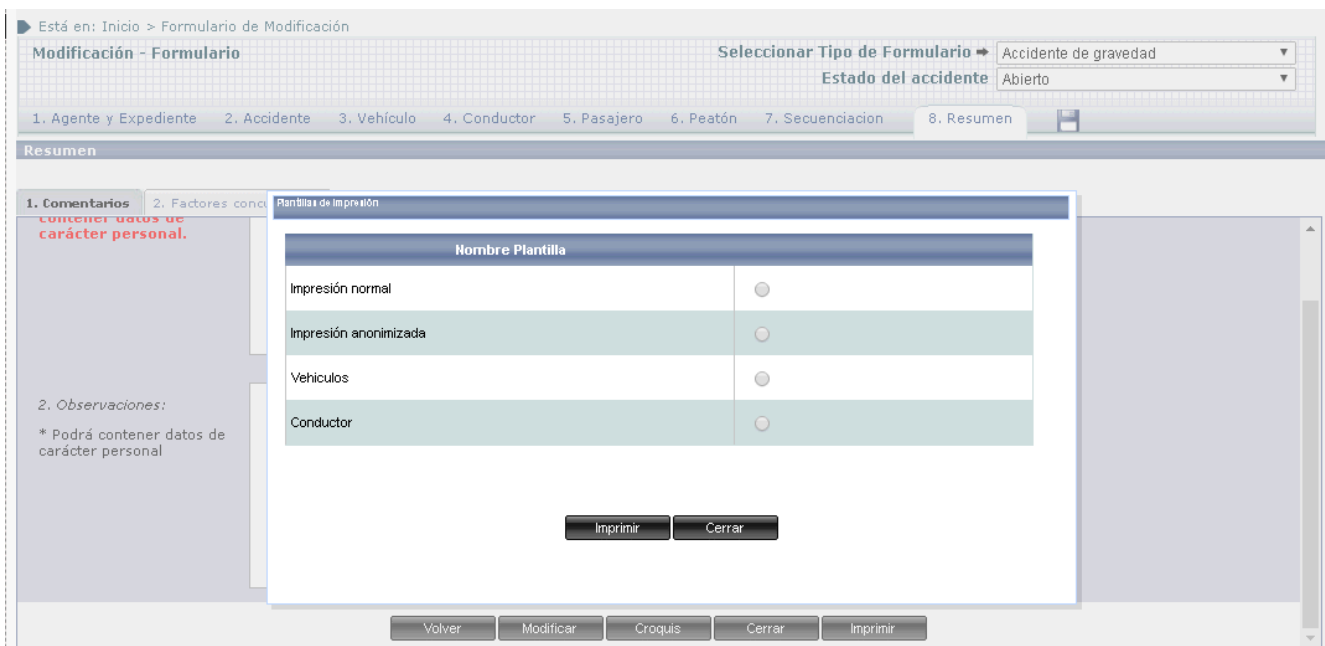 Está en: Inicio > Formulario de Modificación
Modificación - Formulario
Seleccionar Tipo de Formulario ➡ Accidente de gravedad
Estado del accidente Abierto
1. Agente y Expediente 2. Accidente 3. Vehículo 4. Conductor 5. Pasajero 6. Peatón 7. Secuenciacion 8. Resumen
Resumen
1. Comentarios 2. Factores concu
Plantillas de Impresión
contener datos de
carácter personal.
Nombre Plantilla
Impresión normal
Impresión anonimizada
Vehiculos
Conductor
2. Observaciones:
* Podrá contener datos de
carácter personal
Imprimir Cerrar
Volver Modificar Croquis Cerrar Imprimir